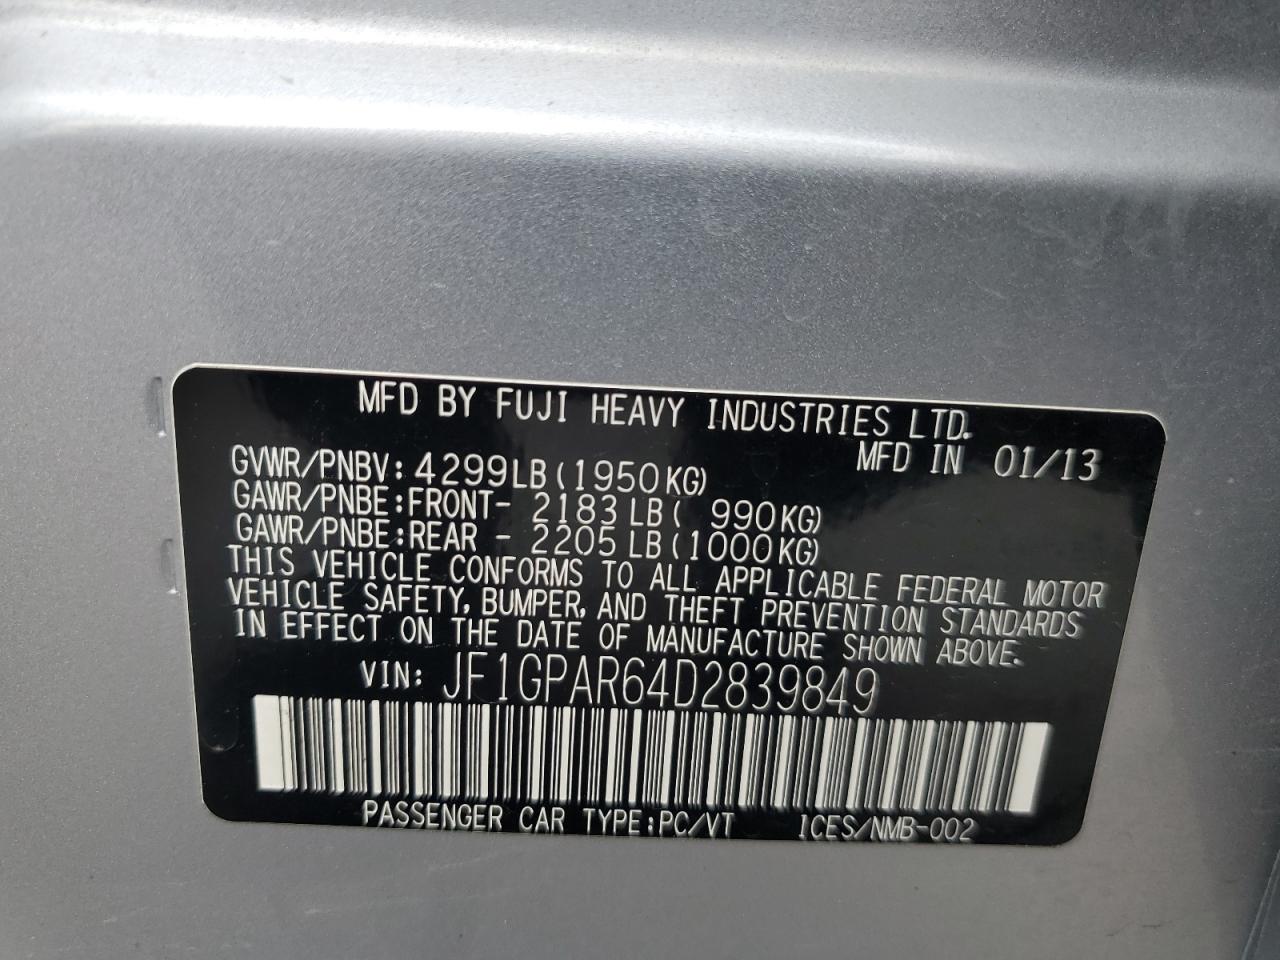 MFD BY FUJI HEAVY INDUSTRIES LTD.
MFD IN 01/13
GVWR/PNBV: 4299LB (1950KG)
GAWR/PNBE:FRONT- 2183LB( 990KG)
GAWR/PNBE:REAR - 2205LB(1000KG)
THIS VEHICLE CONFORMS TO ALL APPLICABLE FEDERAL MOTOR
VEHICLE SAFETY, BUMPER, AND THEFT PREVENTION STANDARDS
IN EFFECT ON THE DATE OF MANUFACTURE SHOWN ABOVE.
VIN: JF1GPAR64D2839849
PASSENGER CAR TYPE:PC/VT 1CES/NMB-002